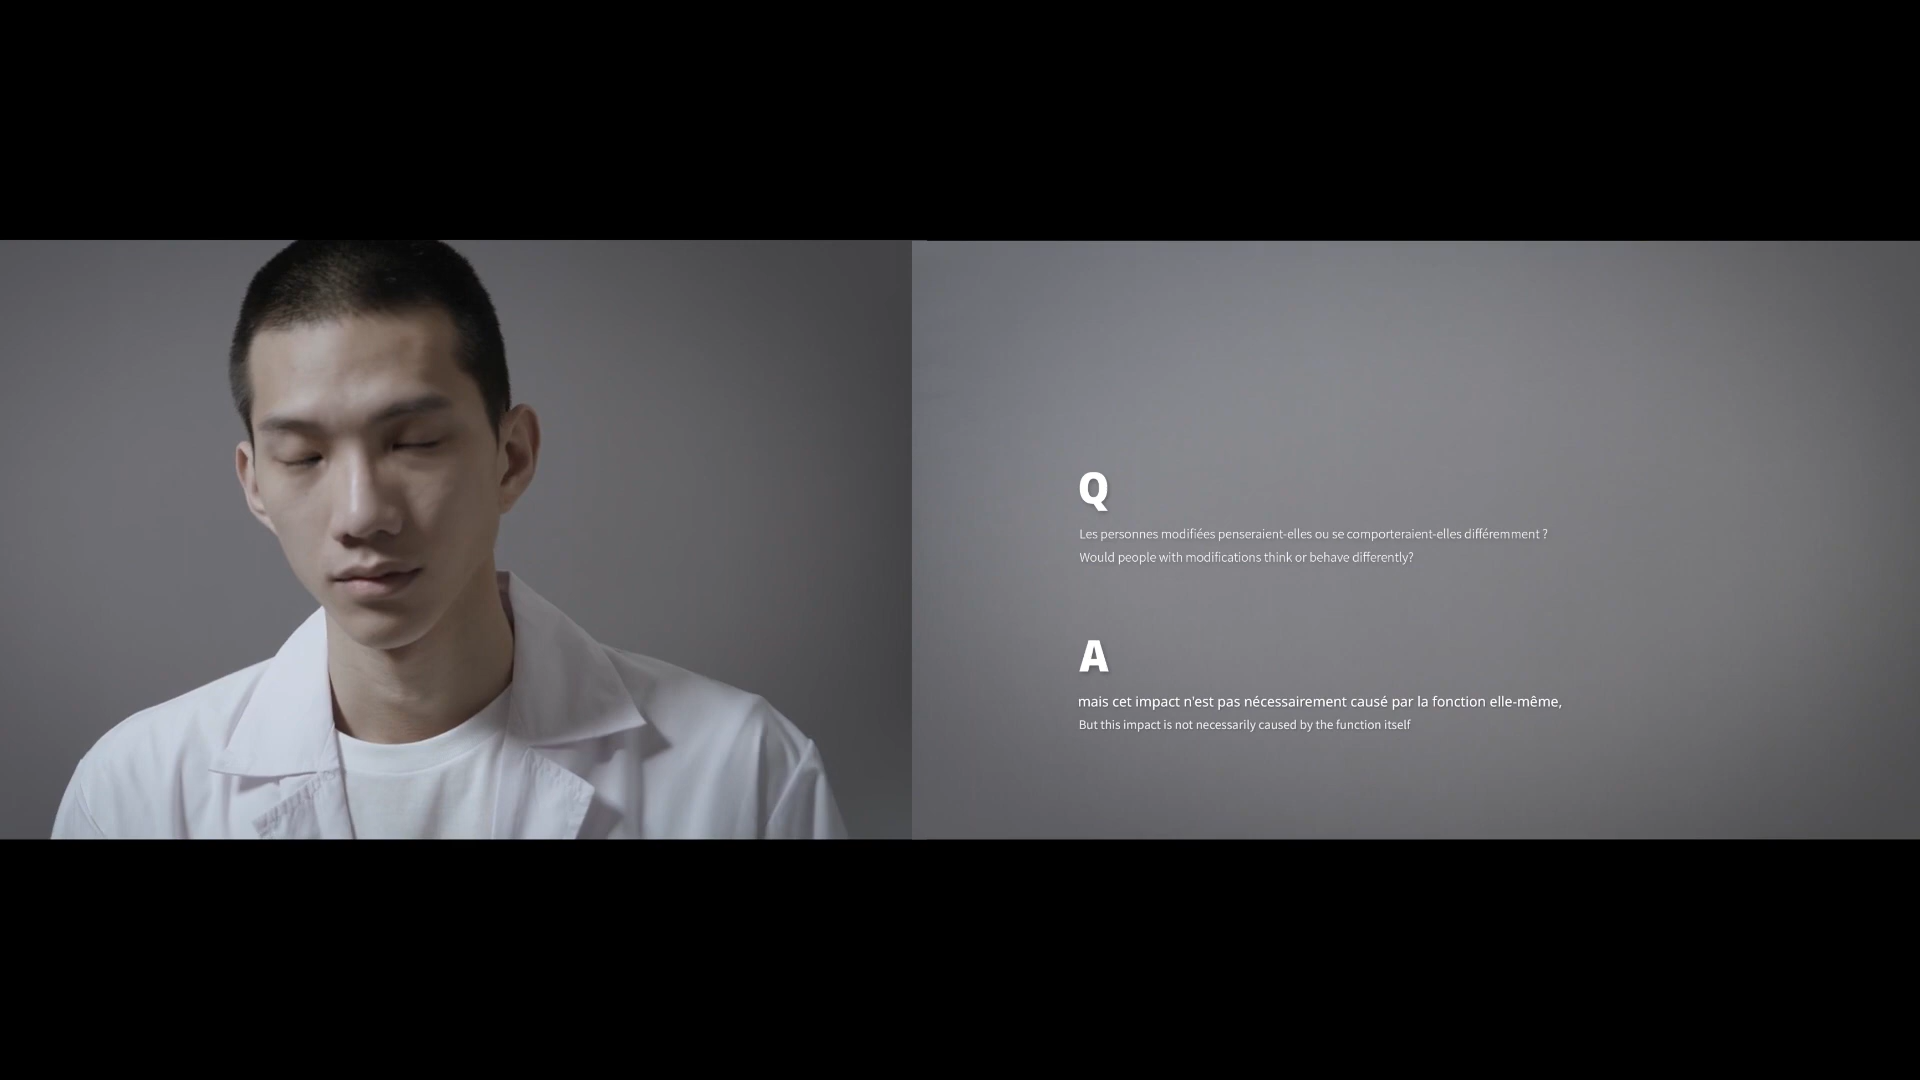 Q
Les personnes modifiées penseraient-elles ou se comporteraient-elles différemment ?
Would people with modifications think or behave differently?
A
mais cet impact n'est pas nécessairement causé par la fonction elle-même,
But this impact is not necessarily caused by the function itself